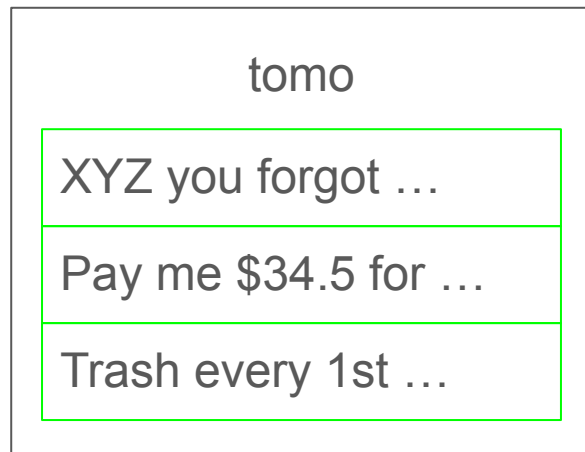 tomo
XYZ you forgot …
Pay me $34.5 for …
Trash every 1st …